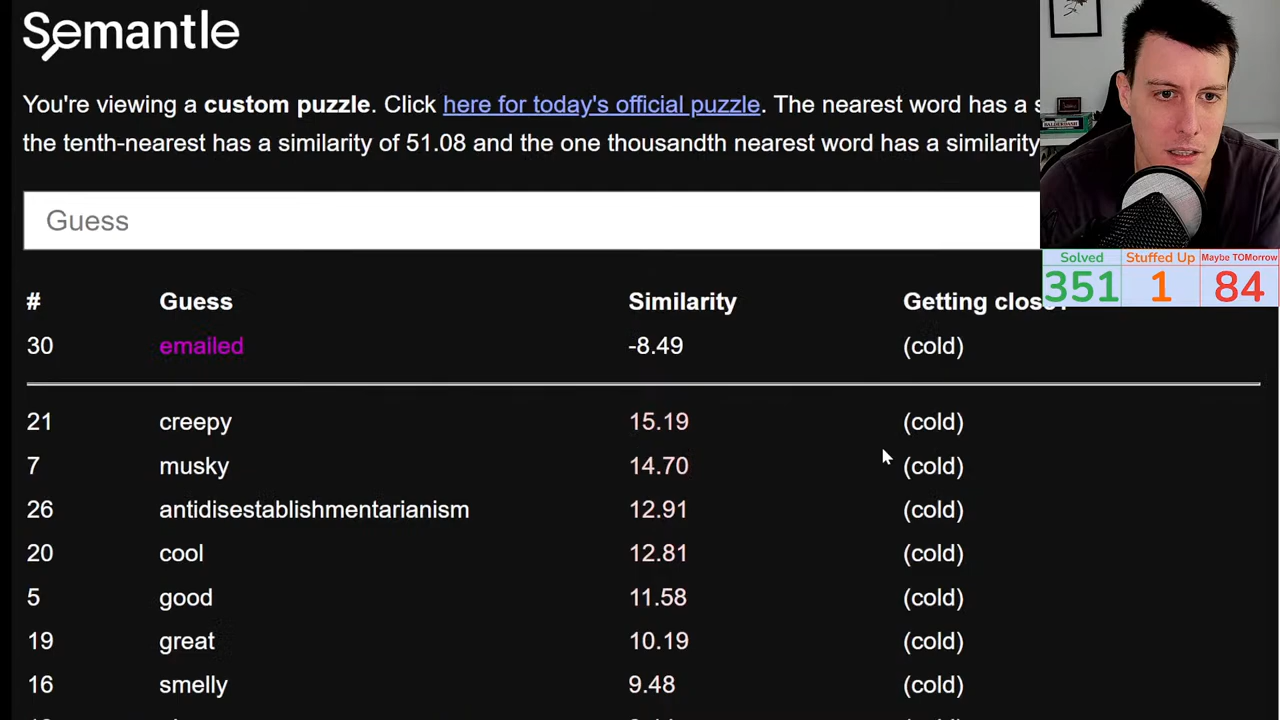 Semantle
You're viewing a custom puzzle. Click here for today's official puzzle. The nearest word has a
the tenth-nearest has a similarity of 51.08 and the one thousandth nearest word has a similarity
Guess
Solved Stuffed Up Maybe TOMorrow
351 1 84
# Guess Similarity Getting close?
30 emailed -8.49 (cold)
21 creepy 15.19 (cold)
7 musky 14.70 (cold)
26 antidisestablishmentarianism 12.91 (cold)
20 cool 12.81 (cold)
5 good 11.58 (cold)
19 great 10.19 (cold)
16 smelly 9.48 (cold)